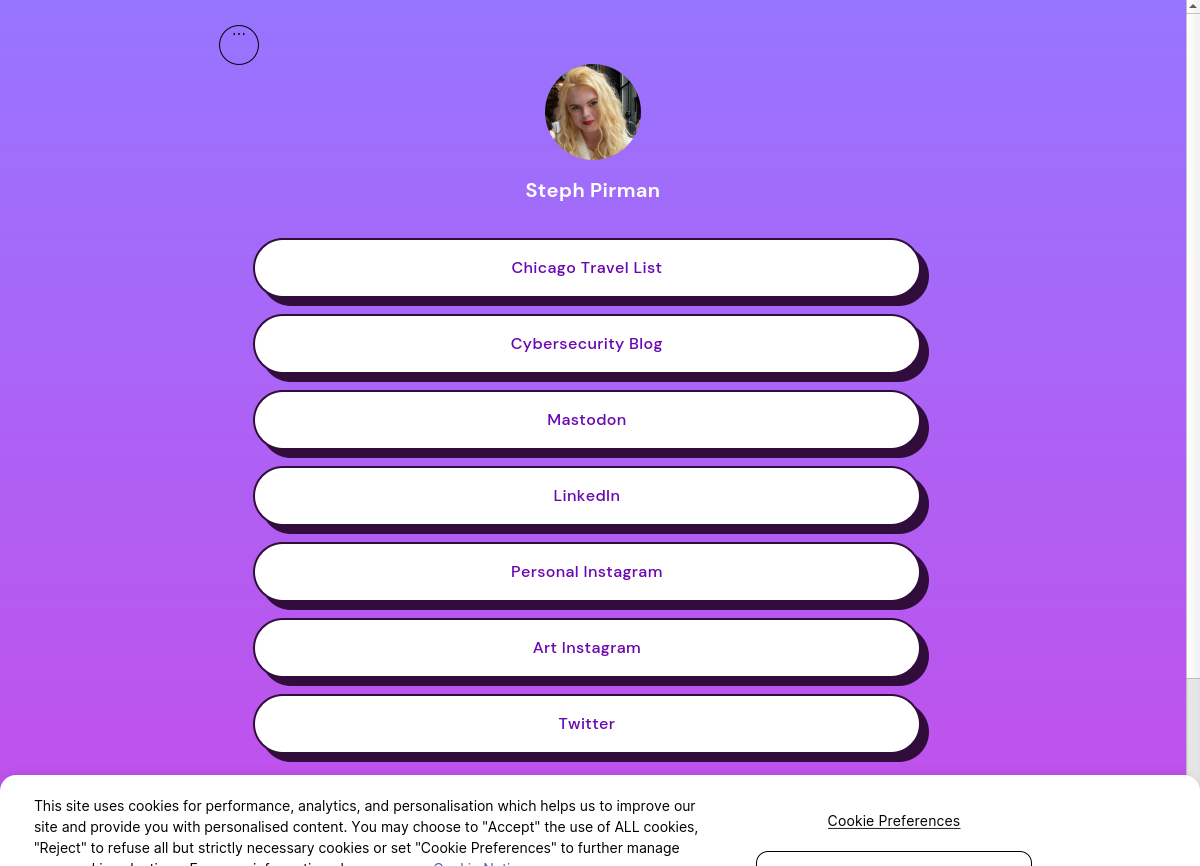 ...
Steph Pirman
Chicago Travel List
Cybersecurity Blog
Mastodon
LinkedIn
Personal Instagram
Art Instagram
Twitter
This site uses cookies for performance, analytics, and personalisation which helps us to improve our
site and provide you with personalised content. You may choose to "Accept" the use of ALL cookies,
"Reject" to refuse all but strictly necessary cookies or set "Cookie Preferences" to further manage
Cookie Preferences